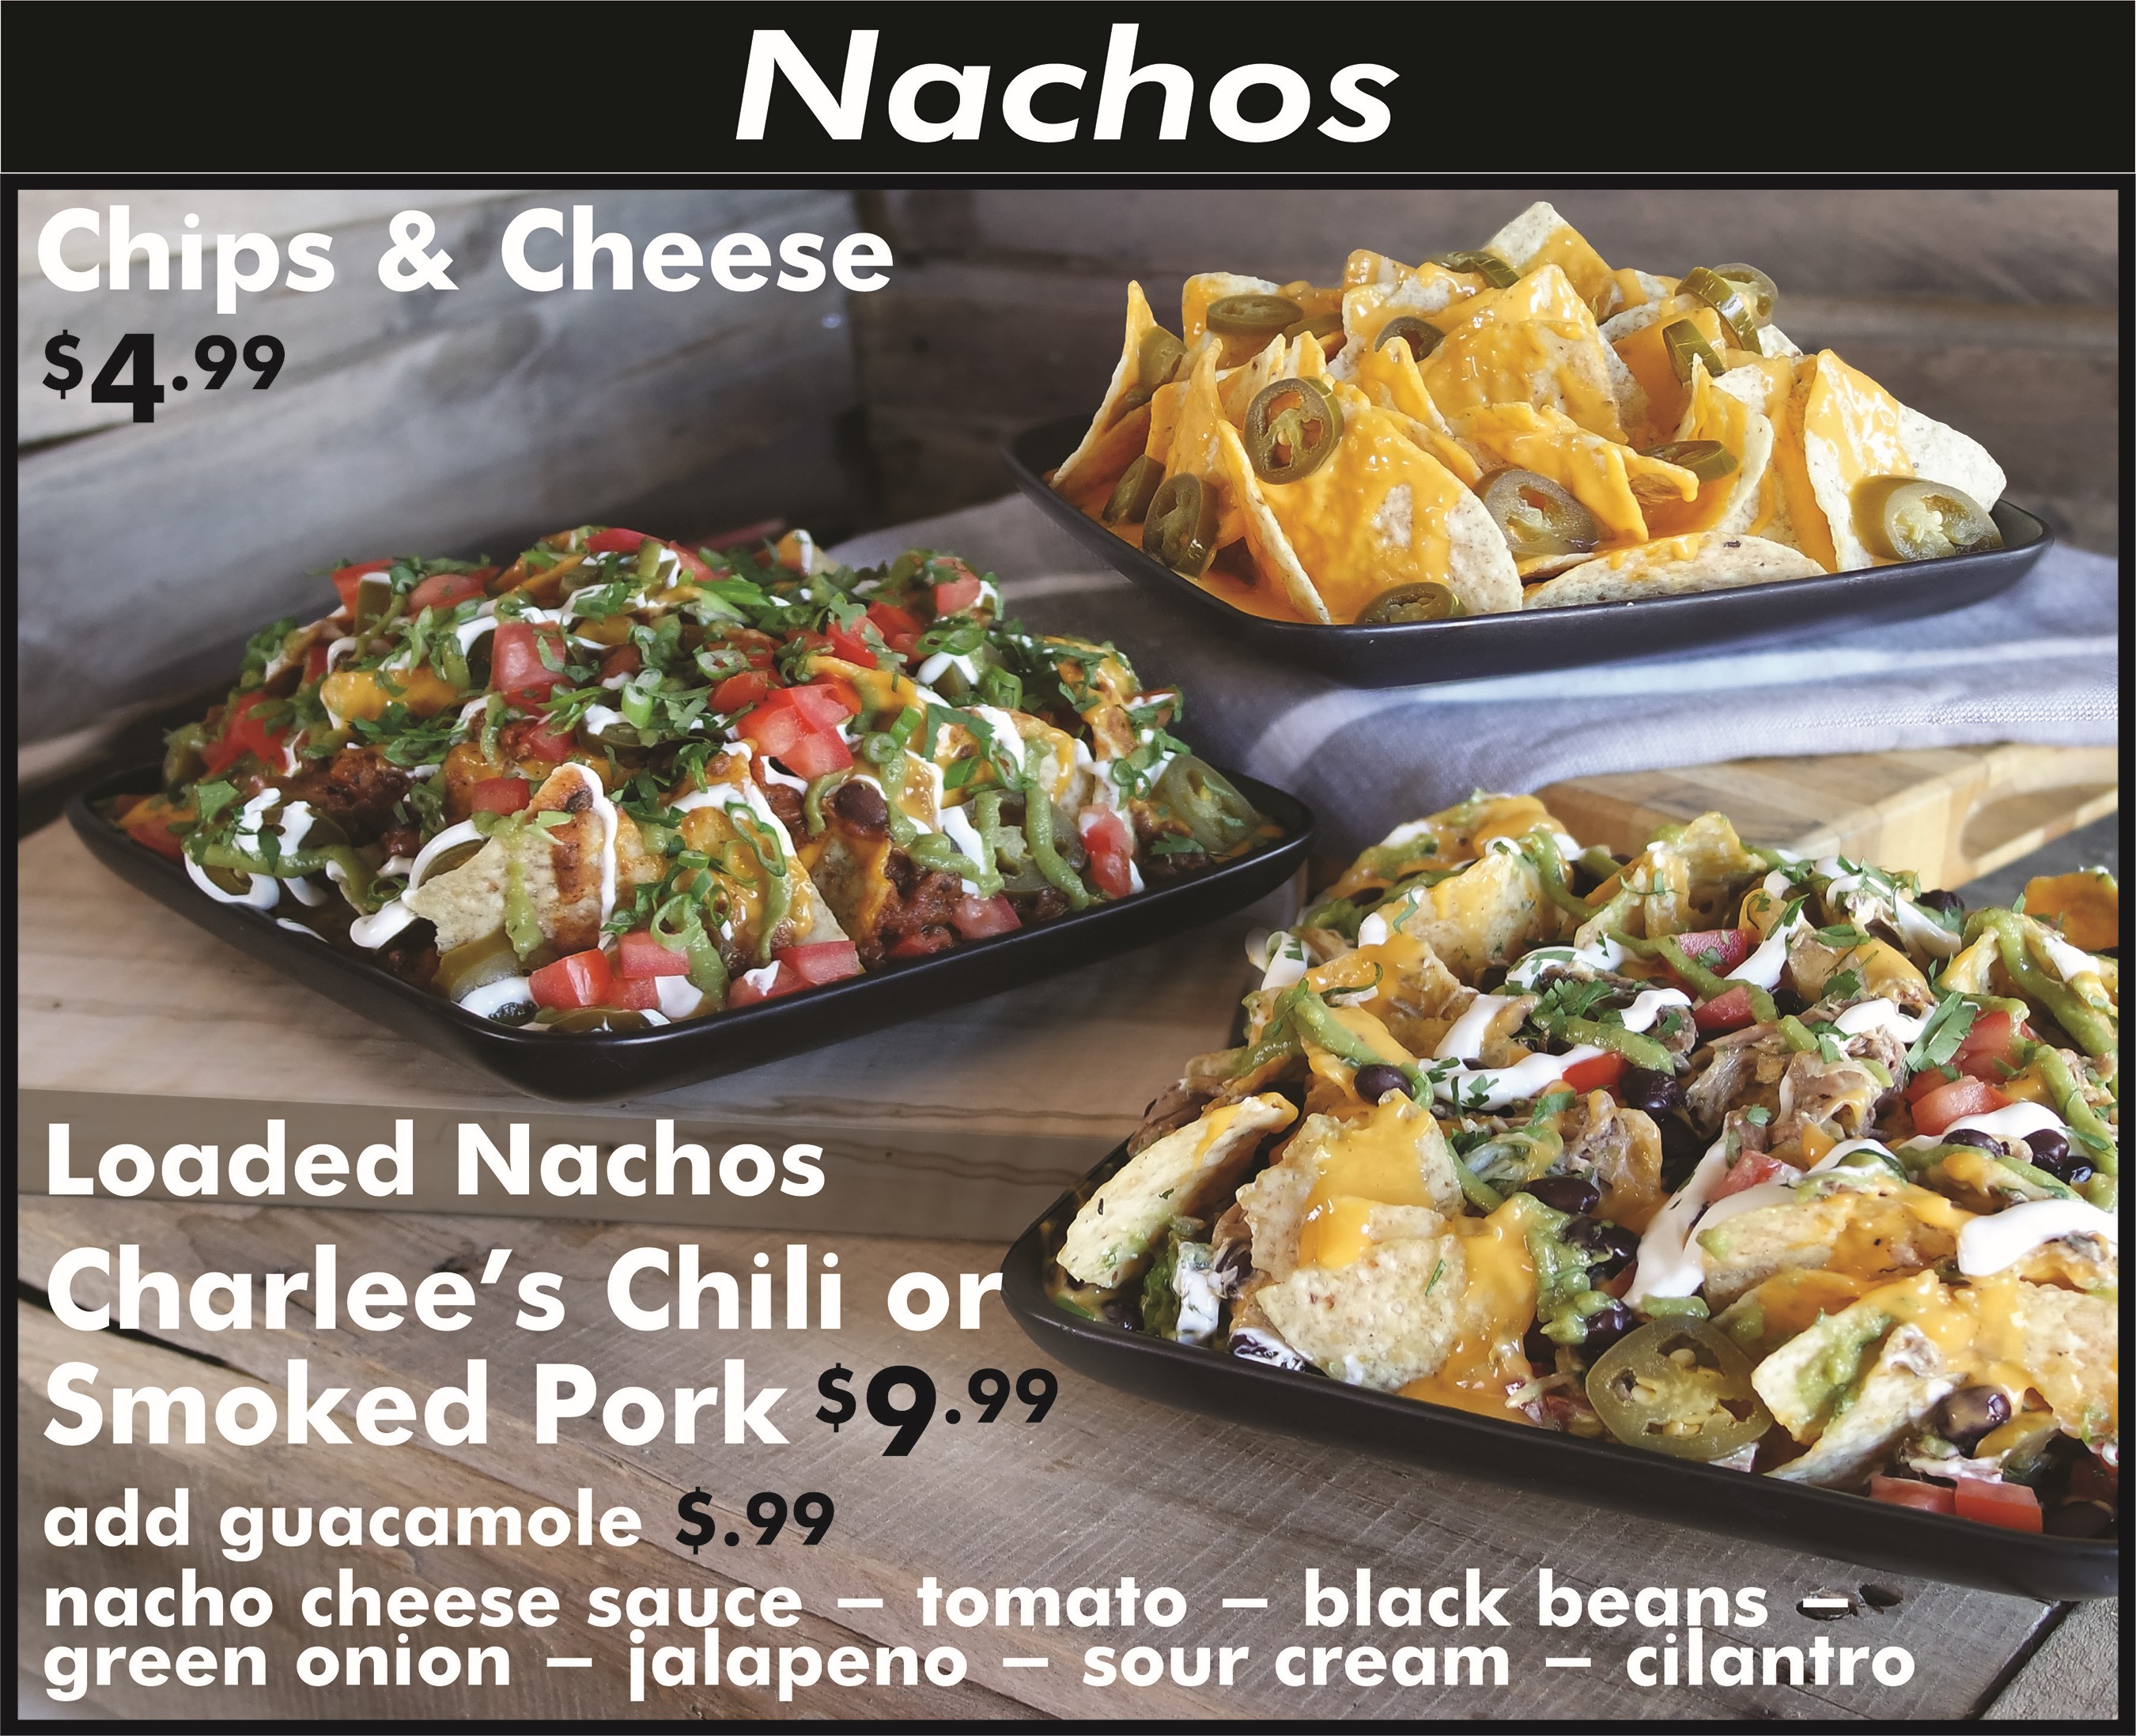 Nachos
Chips & Cheese
$4.99
Loaded Nachos
Charlee's Chili or
Smoked Pork $9.99
add guacamole $.99
nacho cheese sauce – tomato – black beans –
green onion – jalapeno – sour cream – cilantro